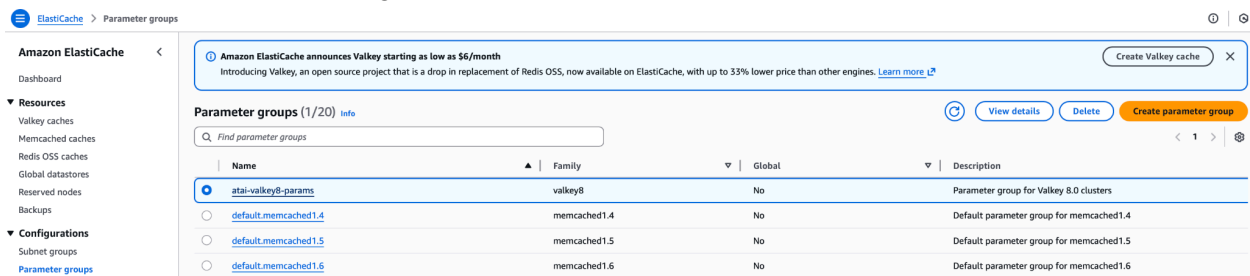 ElastiCache > Parameter groups
Amazon ElastiCache
Dashboard
Resources
Valkey caches
Memcached caches
Redis OSS caches
Global datastores
Reserved nodes
Backups
Configurations
Subnet groups
Parameter groups
Amazon ElastiCache announces Valkey starting as low as $6/month
Introducing Valkey, an open source project that is a drop in replacement of Redis OSS, now available on ElastiCache, with up to 33% lower price than other engines. Learn more
Create Valkey cache
Parameter groups (1/20) Info
View details Delete Create parameter group
Find parameter groups
1
Name Family Global Description
atai-valkey8-params valkey8 No Parameter group for Valkey 8.0 clusters
default.memcached1.4 memcached1.4 No Default parameter group for memcached1.4
default.memcached1.5 memcached1.5 No Default parameter group for memcached1.5
default.memcached1.6 memcached1.6 No Default parameter group for memcached1.6